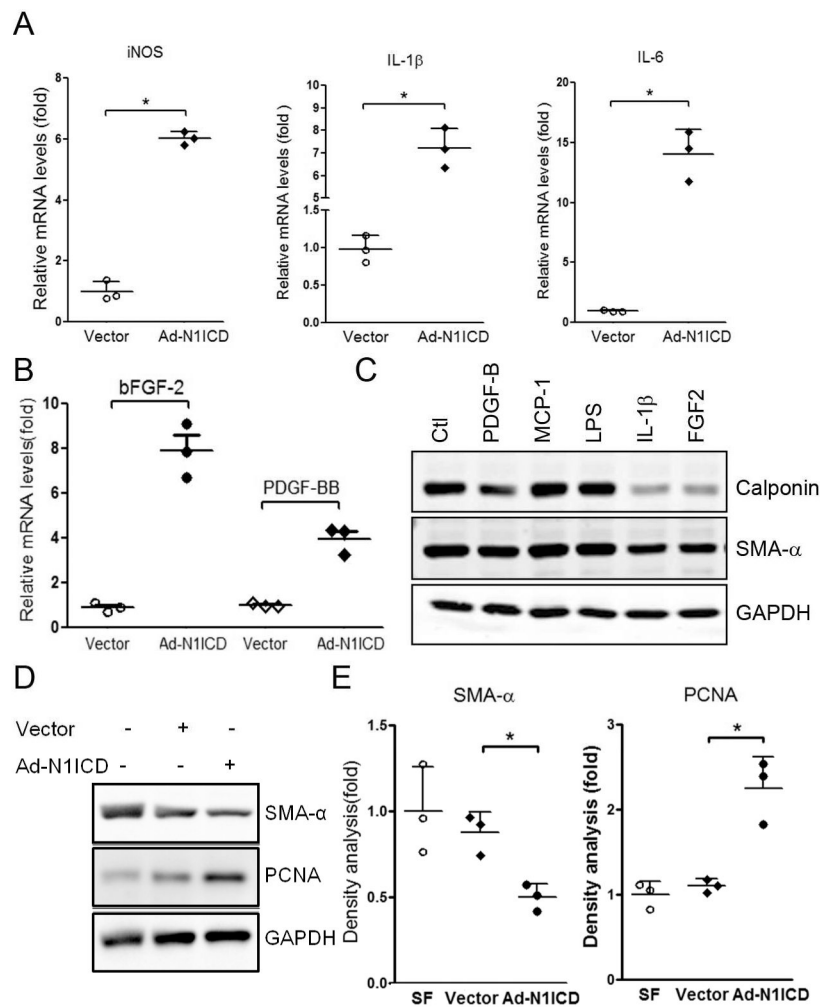 A
iNOS
Relative mRNA levels (fold)
8
6
4
2
0
*
Vector Ad-N1ICD
IL-1β
Relative mRNA levels (fold )
10
9
8
7
6
5
1.5
1.0
0.5
0.0
*
Vector Ad-N1ICD
IL-6
Relative mRNA levels (fold )
20
15
10
5
0
*
Vector Ad-N1ICD
B
bFGF-2
PDGF-BB
Relative mRNA levels(fold)
10
8
6
4
2
0
Vector Ad-N1ICD Vector Ad-N1ICD
C
Ctl PDGF-B MCP-1 LPS IL-1β FGF2
Calponin
SMA-α
GAPDH
D
Vector - + -
Ad-N1ICD - - +
SMA-α
PCNA
GAPDH
E
SMA-α
Density analysis(fold)
1.5
1.0
0.5
0.0
*
SF Vector Ad-N1ICD
PCNA
Density analysis (fold)
3
2
1
0
*
SF Vector Ad-N1ICD